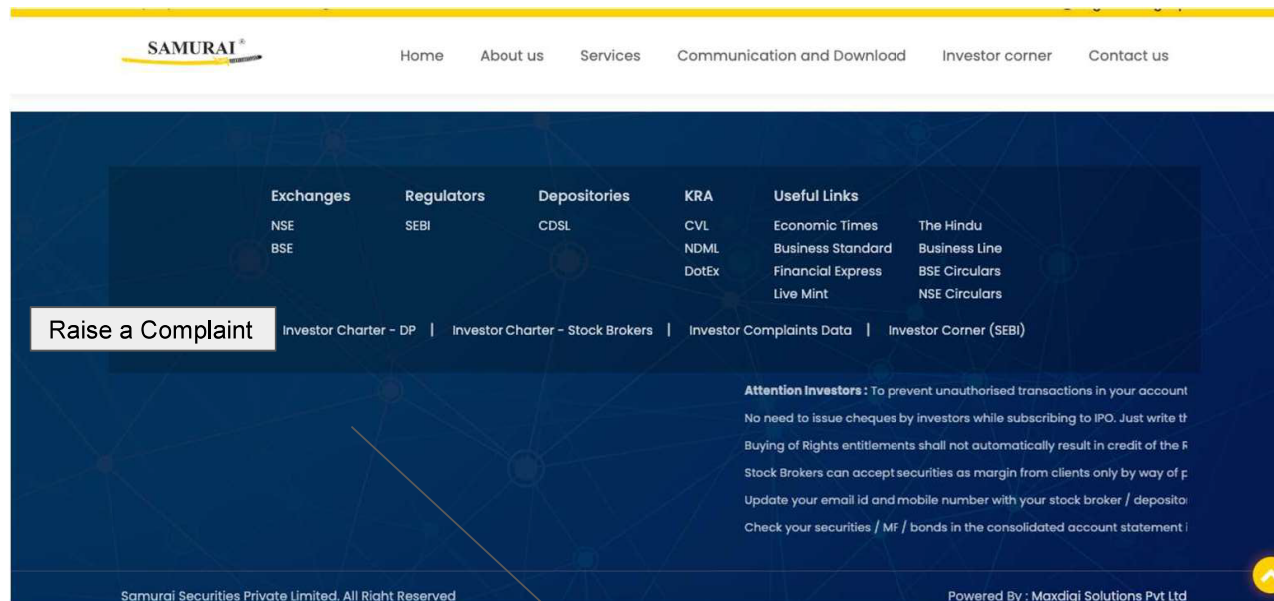 SAMURAI®
Home About us Services Communication and Download Investor corner Contact us
Exchanges Regulators Depositories KRA Useful Links
NSE SEBI CDSL CVL Economic Times The Hindu
BSE NDML Business Standard Business Line
DotEx Financial Express BSE Circulars
Live Mint NSE Circulars
Raise a Complaint Investor Charter - DP | Investor Charter - Stock Brokers | Investor Complaints Data | Investor Corner (SEBI)
Attention Investors : To prevent unauthorised transactions in your account
No need to issue cheques by investors while subscribing to IPO. Just write
Buying of Rights entitlements shall not automatically result in credit of the
Stock Brokers can accept securities as margin from clients only by way of
Update your email id and mobile number with your stock broker /
Check your securities / MF / bonds in the consolidated account statement
Samurai Securities Private Limited. All Right Reserved Powered By : Maxdigi Solutions Pvt Ltd